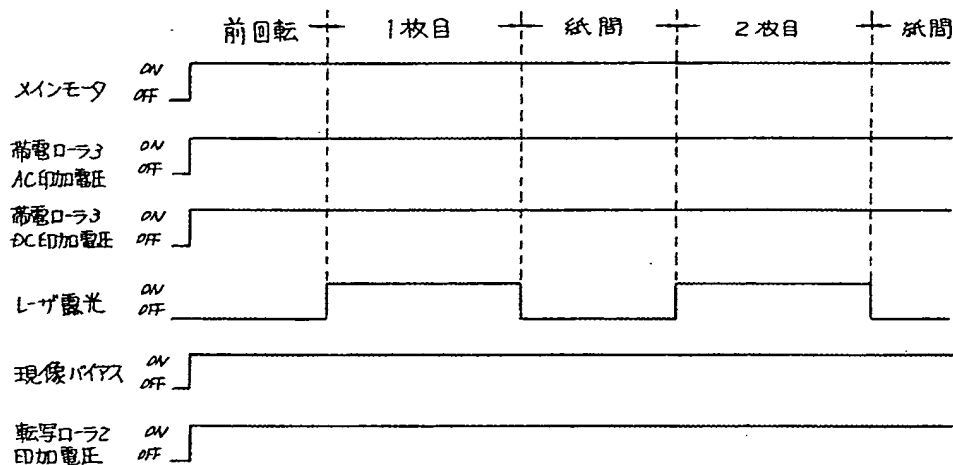 前回転 1枚目 紙間 2枚目 紙間
メインモータ ON
OFF
帯電ローラ3 ON
AC印加電圧 OFF
帯電ローラ3 ON
DC印加電圧 OFF
レーザ露光 ON
OFF
現像バイアス ON
OFF
転写ローラ2 ON
印加電圧 OFF